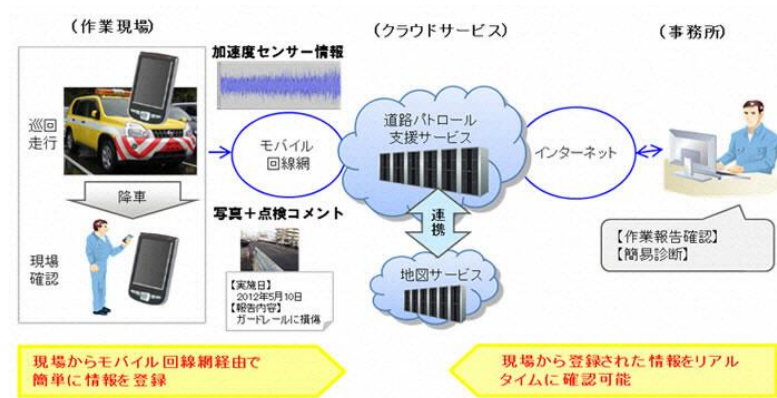 （作業現場）
（クラウドサービス）
（事務所）
加速度センサー情報
巡回
走行
モバイル
回線網
道路パトロール
支援サービス
インターネット
降車
写真＋点検コメント
連携
【作業報告確認】
【簡易診断】
現場
確認
地図サービス
【実施日】
2012年5月10日
【報告内容】
ガードレールに損傷
現場からモバイル回線網経由で
簡単に情報を登録
現場から登録された情報をリアル
タイムに確認可能